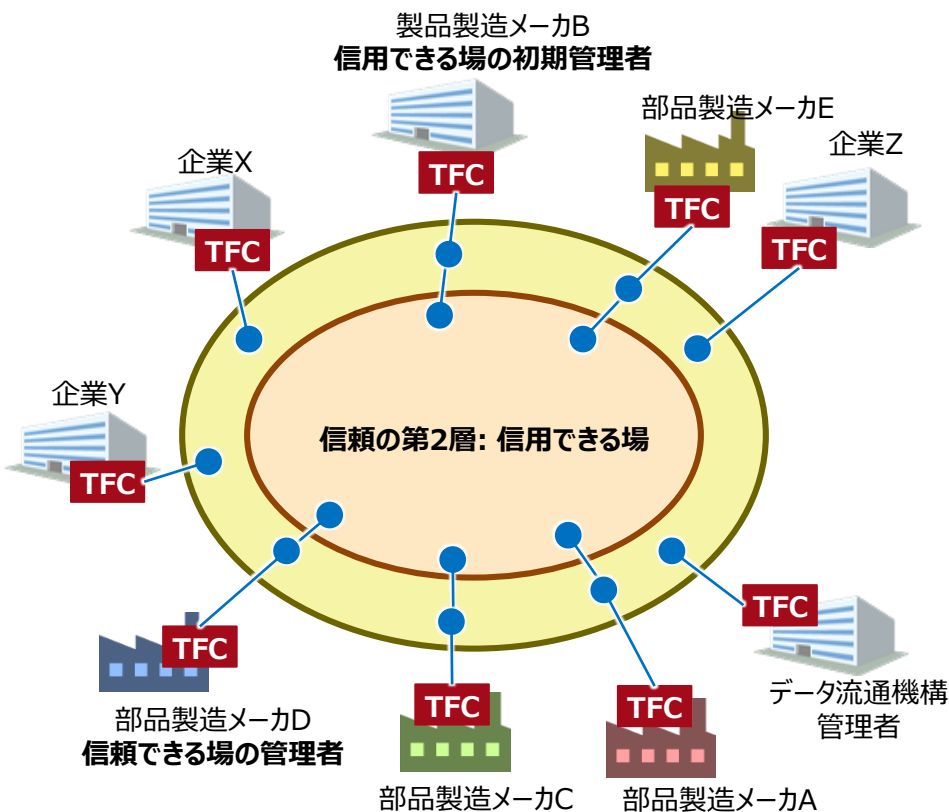 製品製造メーカB
信用できる場の初期管理者
TFC
部品製造メーカE
TFC
企業X
TFC
企業Z
TFC
企業Y
TFC
信頼の第2層: 信用できる場
TFC
データ流通機構
管理者
TFC
部品製造メーカD
信頼できる場の管理者
TFC
部品製造メーカC
TFC
部品製造メーカA